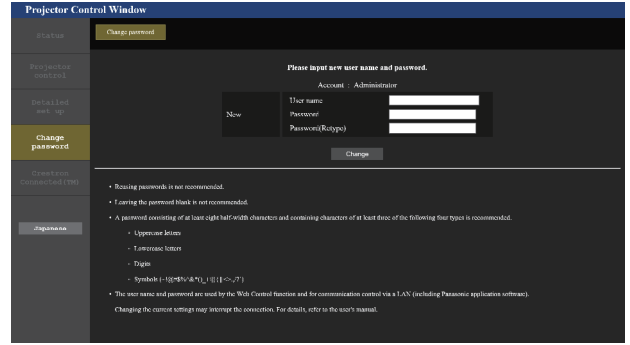 Projector Control Window
Status
Change password
Projector
control
Detailed
set up
Change
password
Crestron
Connected(TM)
Japanese
Please input new user name and password.
Account : Administrator
New
User name
Password
Password(Retype)
Change
• Reusing passwords is not recommended.
• Leaving the password blank is not recommended.
• A password consisting of at least eight half-width characters and containing characters of at least three of the following four types is recommended.
- Uppercase letters
- Lowercase letters
- Digits
- Symbols
• The user name and password are used by the Web Control function and for communication control via a LAN (including Panasonic application software).
Changing the current settings may interrupt the connection. For details, refer to the user's manual.